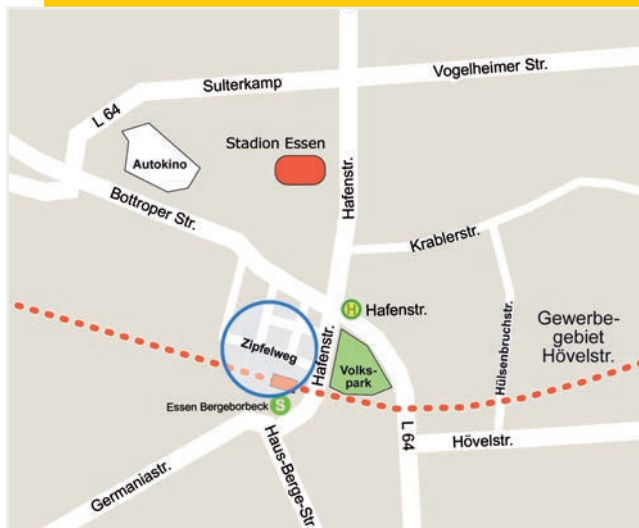 Sulterkamp
Vogelheimer Str.
L 64
Autokino
Stadion Essen
Hafenstr.
Bottroper Str.
Krablerstr.
H
Hafenstr.
Zipfelweg
Hafenstr.
Volks-
park
Hülsenbruchstr.
Gewerbe-
gebiet
Hövelstr.
Essen Bergeborbeck
S
L 64
Hövelstr.
Germaniastr.
Haus-Berge-Str.